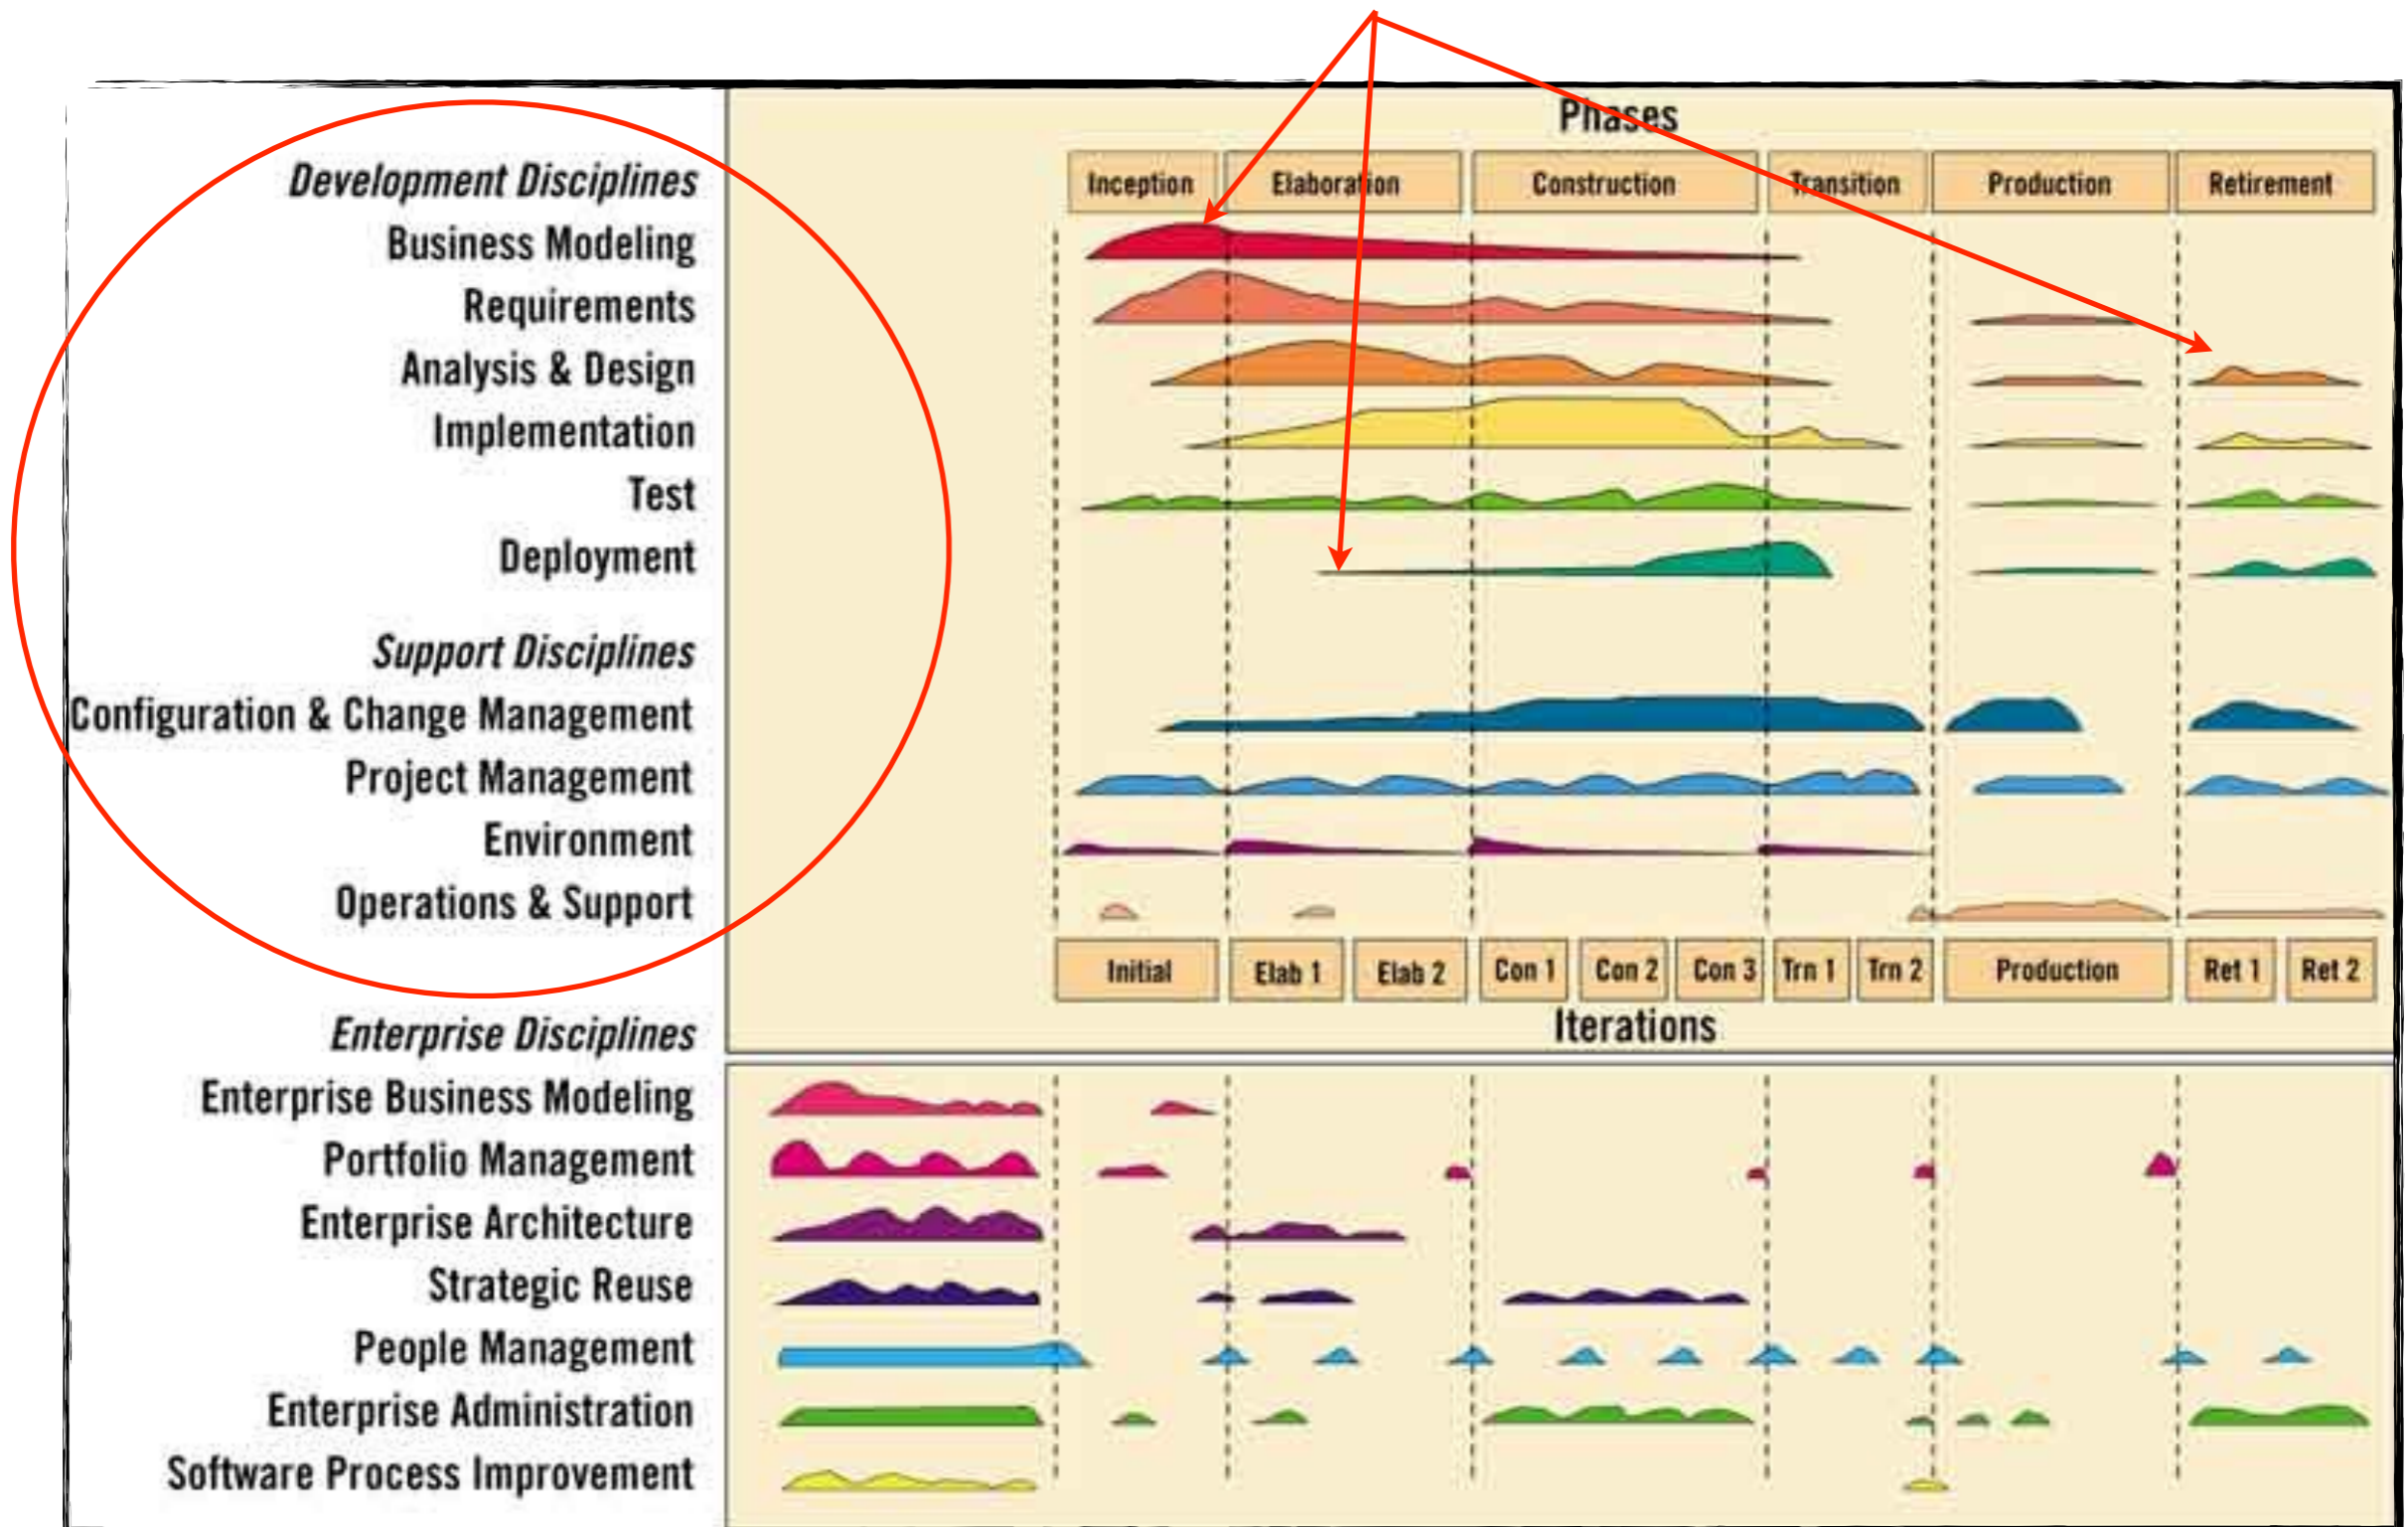 Phases
Inception Elaboration Construction Transition Production Retirement
Development Disciplines
Business Modeling
Requirements
Analysis & Design
Implementation
Test
Deployment
Support Disciplines
Configuration & Change Management
Project Management
Environment
Operations & Support
Initial Elab 1 Elab 2 Con 1 Con 2 Con 3 Trn 1 Trn 2 Production Ret 1 Ret 2
Iterations
Enterprise Disciplines
Enterprise Business Modeling
Portfolio Management
Enterprise Architecture
Strategic Reuse
People Management
Enterprise Administration
Software Process Improvement